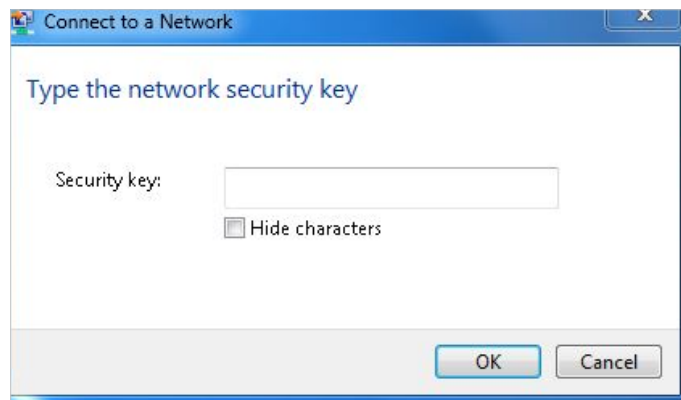 Connect to a Network
X
Type the network security key
Security key:
Hide characters
OK
Cancel